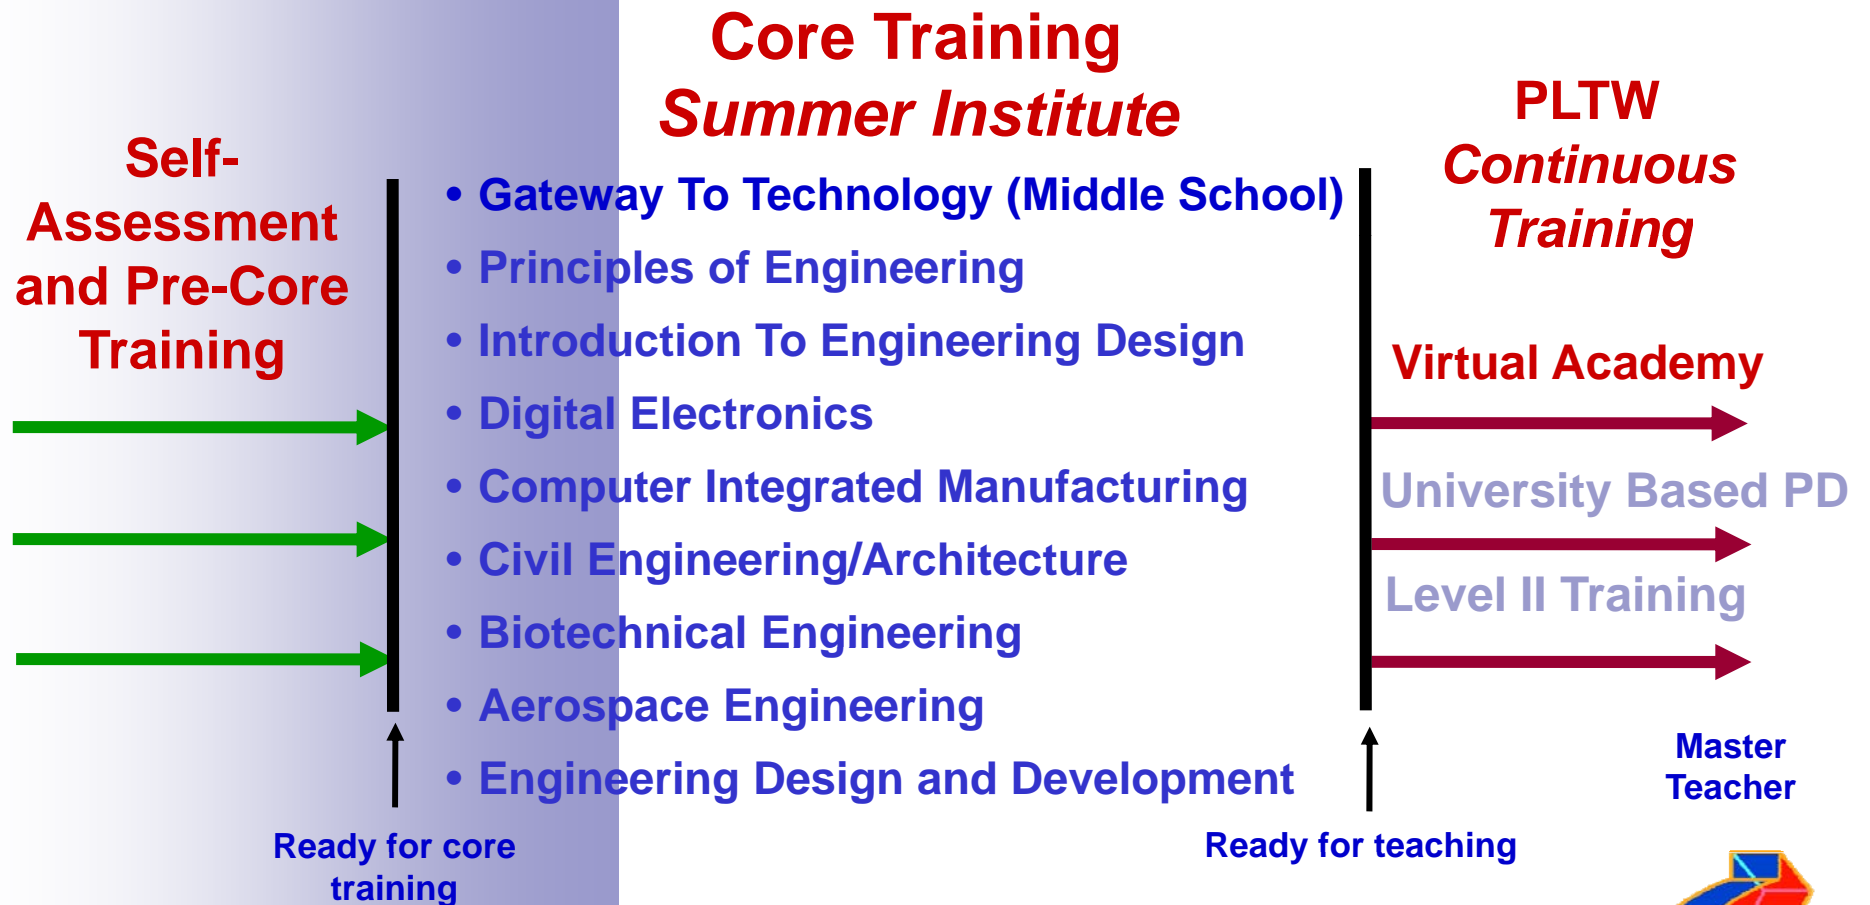 Self-
Assessment
and Pre-Core
Training
Core Training
Summer Institute
• Gateway To Technology (Middle School)
• Principles of Engineering
• Introduction To Engineering Design
• Digital Electronics
• Computer Integrated Manufacturing
• Civil Engineering/Architecture
• Biotechnical Engineering
• Aerospace Engineering
• Engineering Design and Development
PLTW
Continuous
Training
Virtual Academy
University Based PD
Level II Training
Master
Teacher
Ready for core
training
Ready for teaching